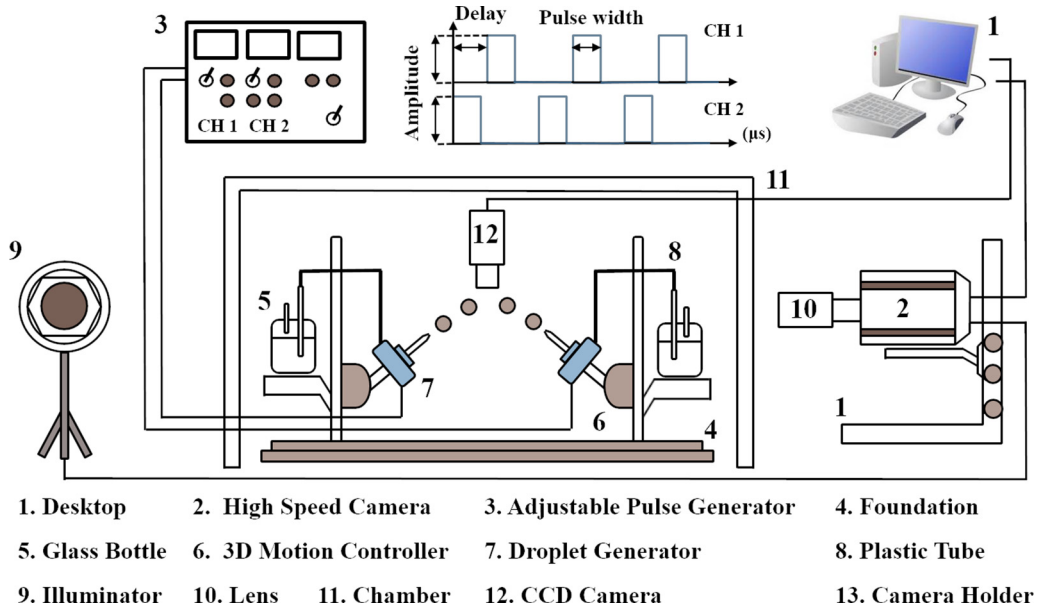 3
Delay
Pulse width
CH 1
1
Amplitude
CH 2
(µs)
CH 1 CH 2
11
9
12
8
5
10
2
7
6
1
4
1. Desktop 2. High Speed Camera 3. Adjustable Pulse Generator 4. Foundation
5. Glass Bottle 6. 3D Motion Controller 7. Droplet Generator 8. Plastic Tube
9. Illuminator 10. Lens 11. Chamber 12. CCD Camera 13. Camera Holder